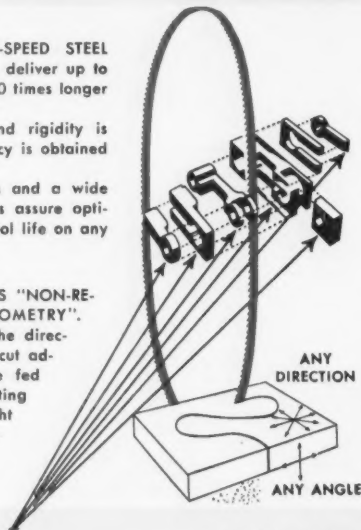 -SPEED STEEL
deliver up to
0 times longer
nd rigidity is
cy is obtained
and a wide
s assure opti-
ol life on any
S "NON-RE-
OMETRY".
he direc-
cut ad-
fed
ting
ht
ANY
DIRECTION
ANY ANGLE